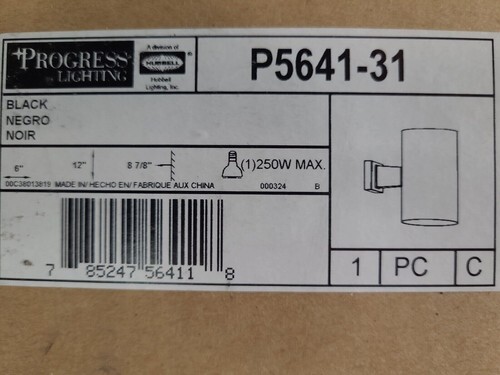 PROGRESS
LIGHTING
A division of
HUBBELL
Hubbell
Lighting, Inc.
P5641-31
BLACK
NEGRO
NOIR
6" 12" 8 7/8" (1)250W MAX.
00C38013819 MADE IN/ HECHO EN/ FABRIQUE AUX CHINA 000324 B
7 85247 56411 8
1 PC C